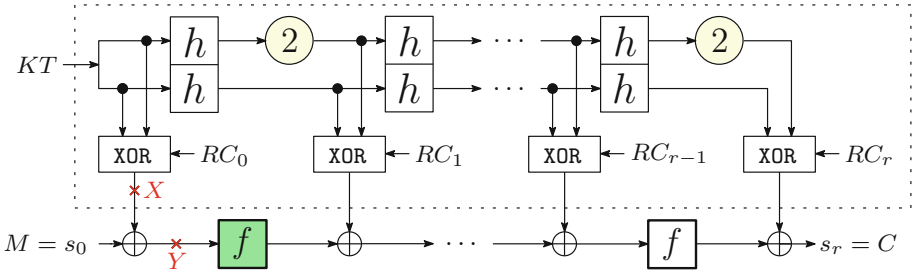 h 2 h ··· h 2
KT
h h ··· h
XOR RC₀ XOR RC₁ XOR RCᵣ₋₁ XOR RCᵣ
X
M = s₀ f ··· f sᵣ = C
Y